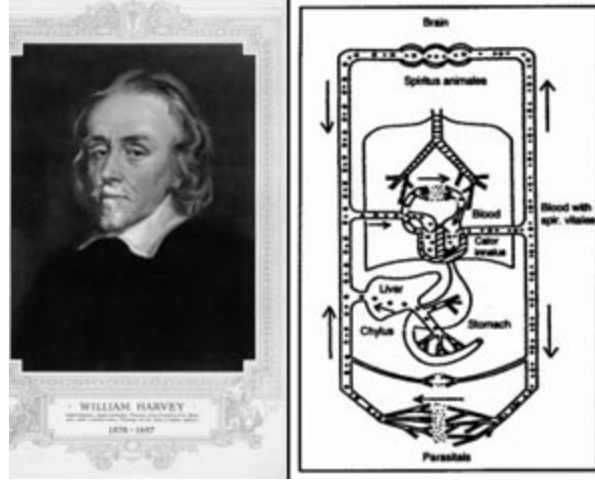 WILLIAM HARVEY
1578-1657
Brain
Spiritus animales
Blood
Blood with
spir. vitales
Calor
innatus
Liver
Chylus
Stomach
Parasitals